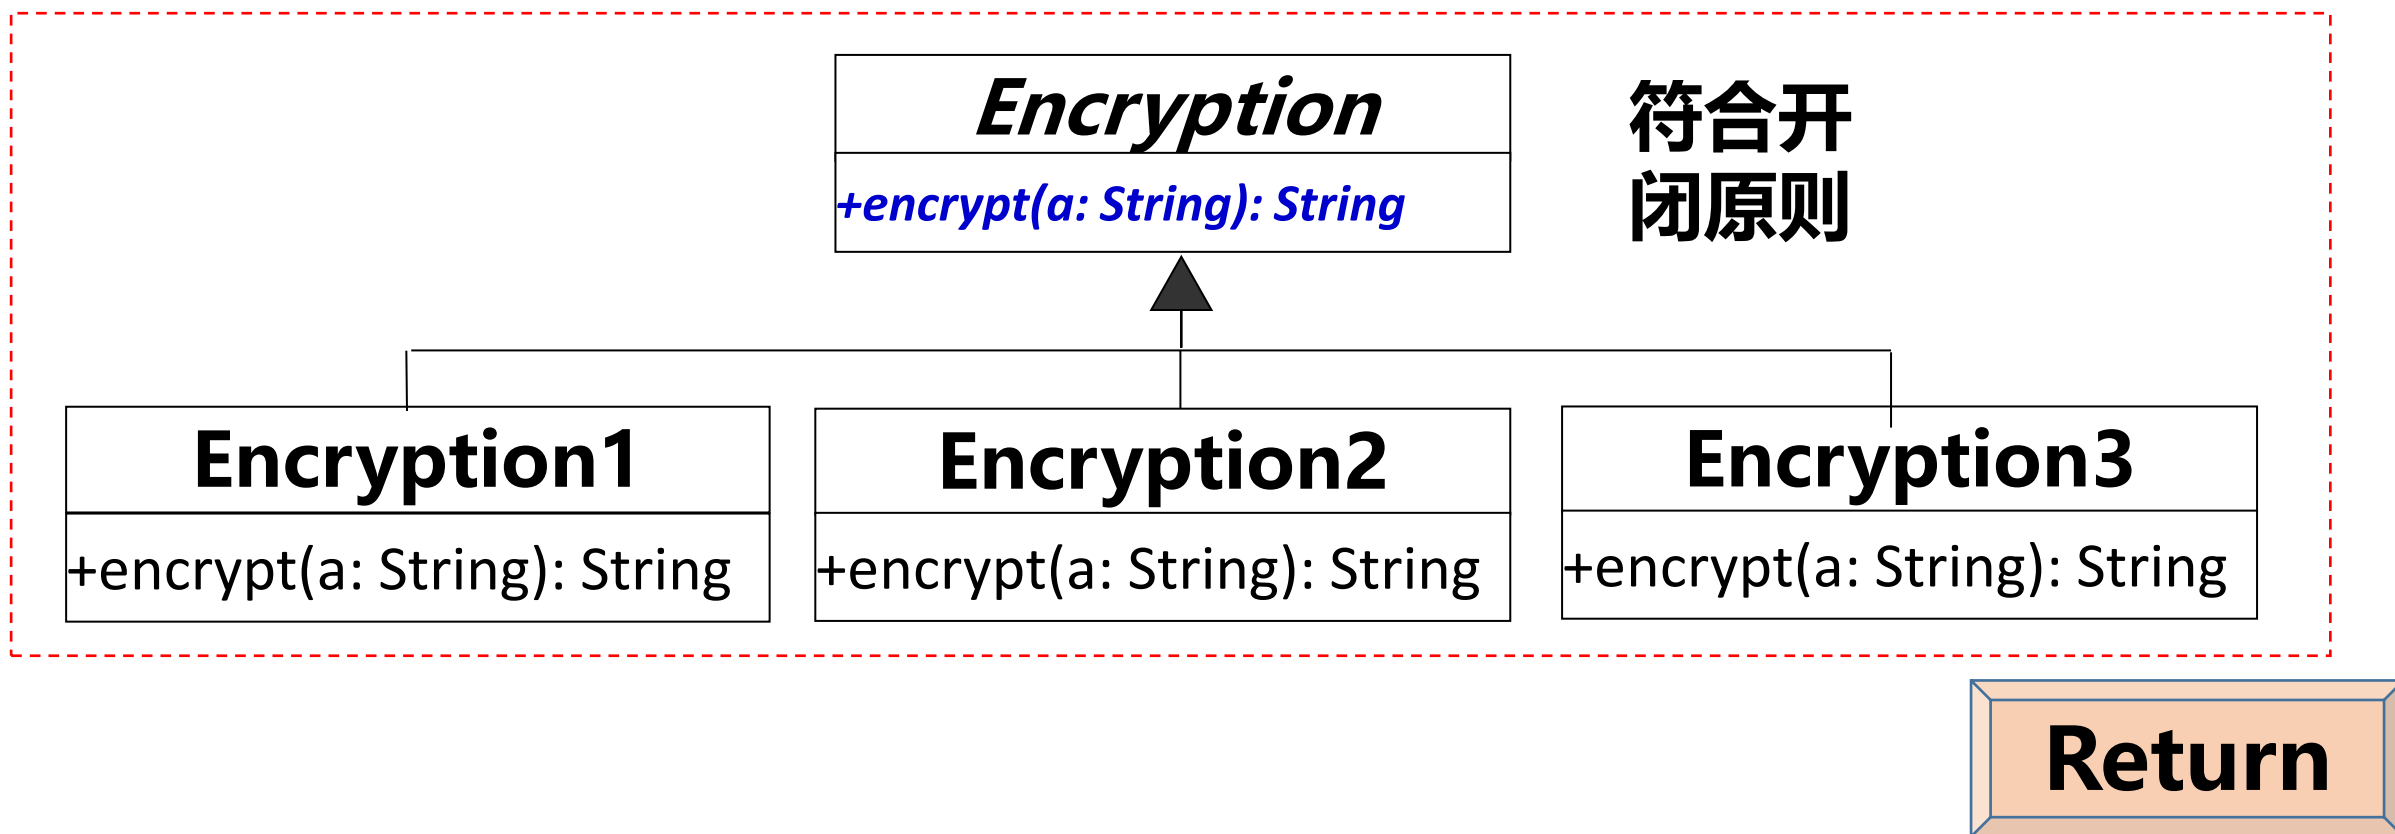 Encryption
+encrypt(a: String): String
符合开
闭原则
Encryption1
+encrypt(a: String): String
Encryption2
+encrypt(a: String): String
Encryption3
+encrypt(a: String): String
Return